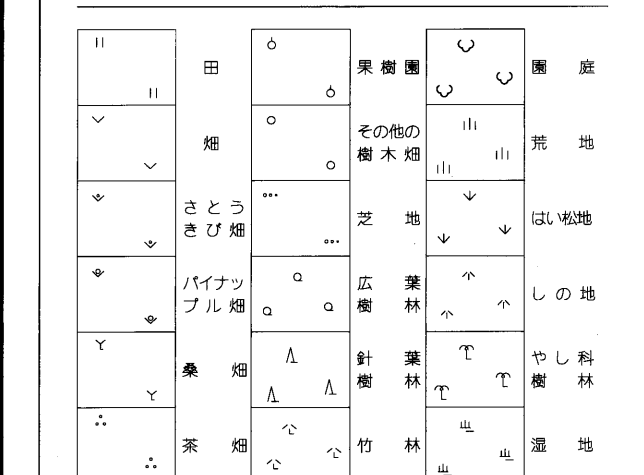 田
果樹園
園庭
畑
その他の
樹木畑
荒地
さとう
きび畑
芝地
はい松地
パイナッ
プル畑
広葉
樹林
しの地
桑畑
針葉
樹林
やし科
樹林
茶畑
竹林
湿地